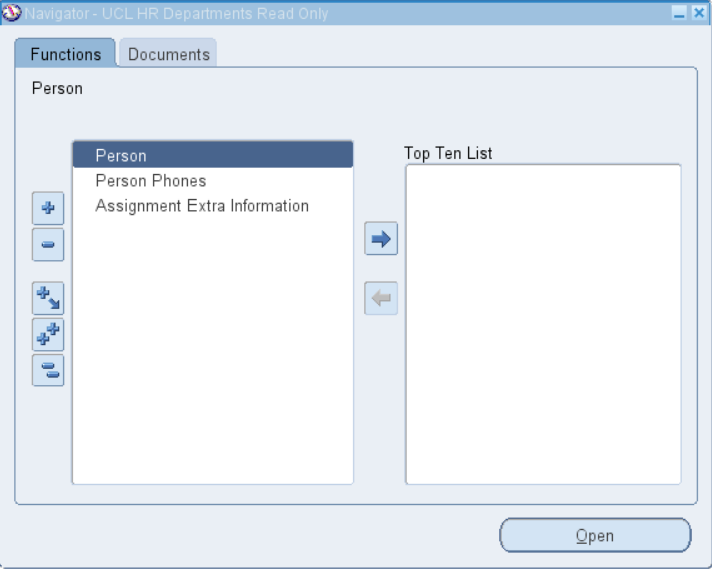 Navigator - UCL HR Departments Read Only
Functions
Documents
Person
Person
Person Phones
Assignment Extra Information
Top Ten List
Open